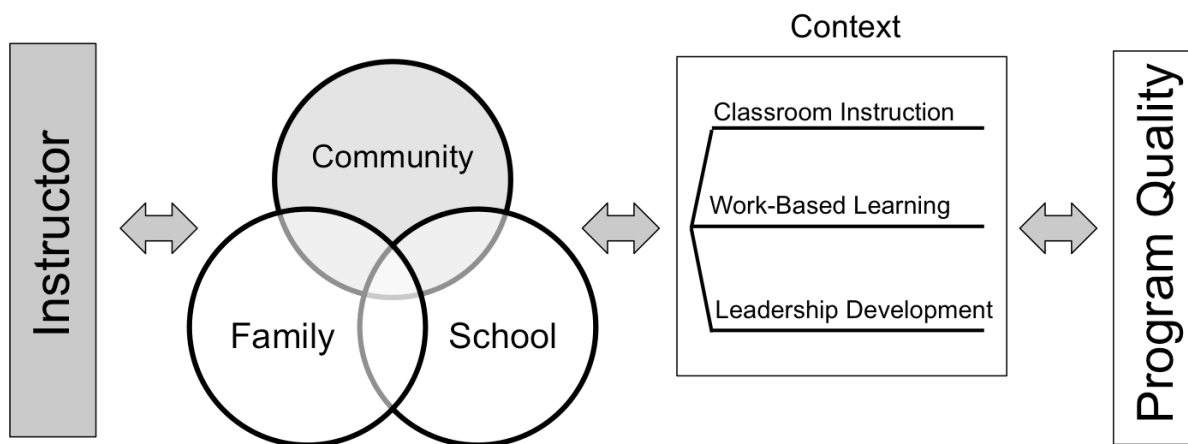 Instructor
Community
Family
School
Context
Classroom Instruction
Work-Based Learning
Leadership Development
Program Quality